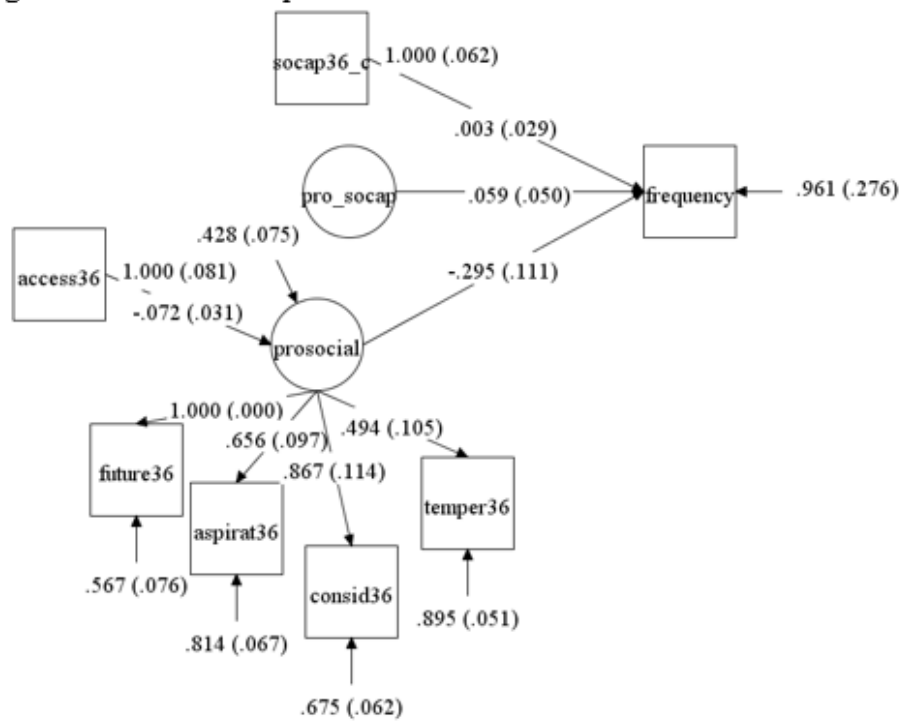 socap36_c 1.000 (.062)
.003 (.029)
pro_socap .059 (.050) frequency .961 (.276)
.428 (.075)
access36 1.000 (.081) -.295 (.111)
-.072 (.031)
prosocial
1.000 (.000) .494 (.105)
.656 (.097)
.867 (.114)
future36
temper36
aspirat36
.567 (.076) consid36
.895 (.051)
.814 (.067)
.675 (.062)